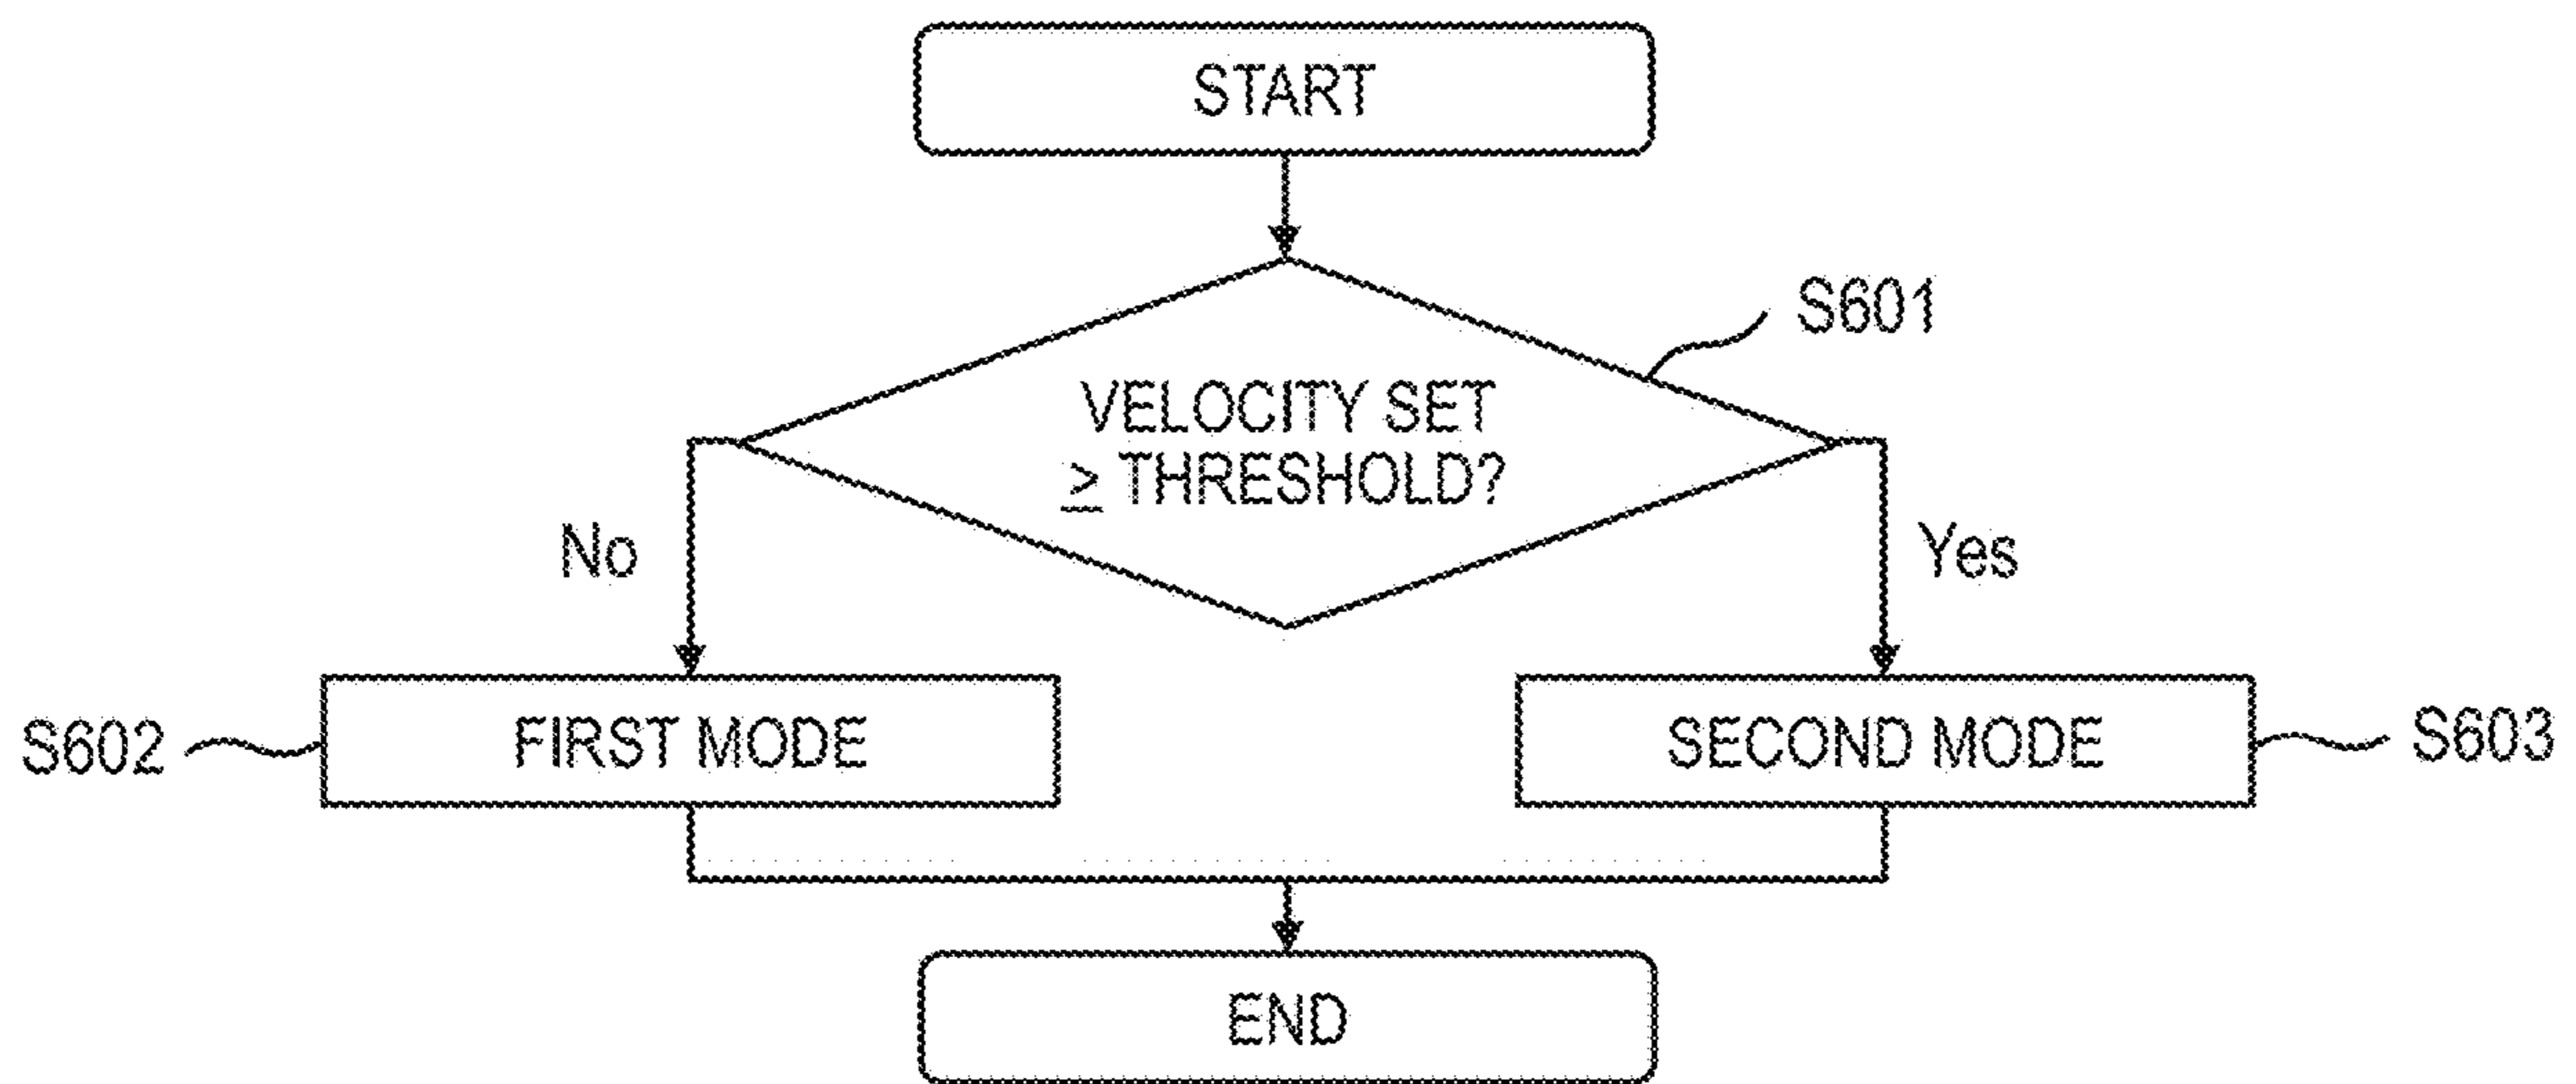 START
S601
VELOCITY SET
≥ THRESHOLD?
No
Yes
S602
FIRST MODE
SECOND MODE
S603
END